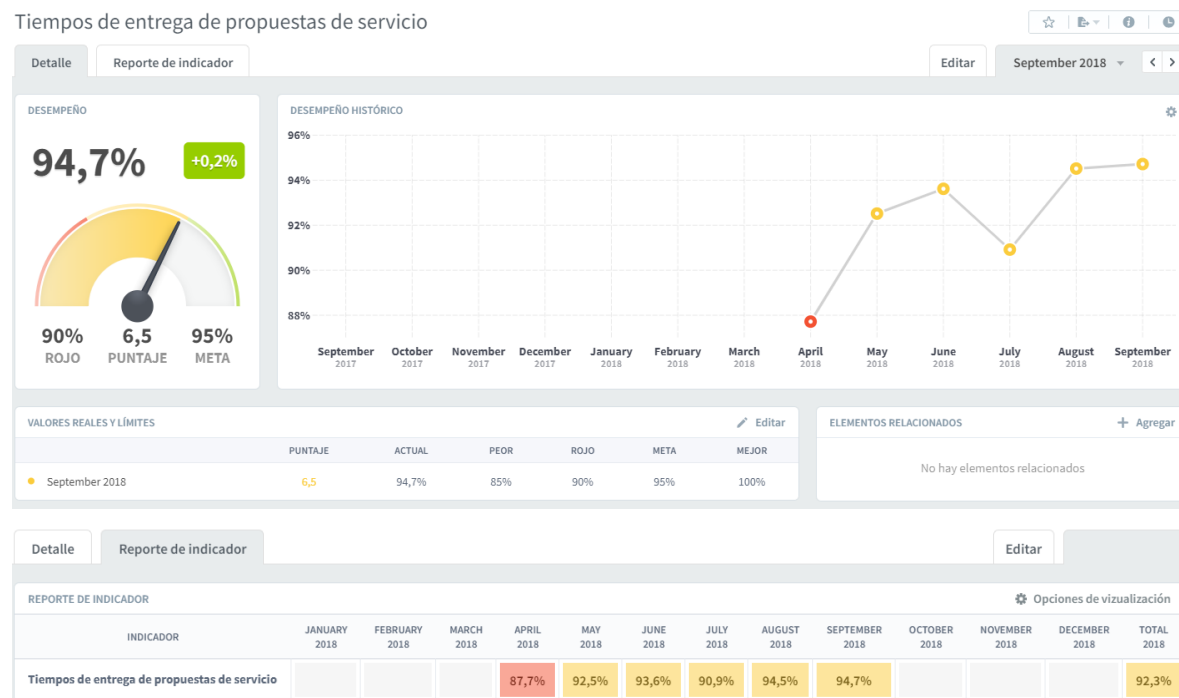 Tiempos de entrega de propuestas de servicio
Detalle Reporte de indicador Editar September 2018
DESEMPEÑO
94,7% +0,2%
90% 6,5 95%
ROJO PUNTAJE META
DESEMPEÑO HISTÓRICO
96%
94%
92%
90%
88%
September October November December January February March April May June July August September
2017 2017 2017 2017 2018 2018 2018 2018 2018 2018 2018 2018 2018
VALORES REALES Y LÍMITES Editar
PUNTAJE ACTUAL PEOR ROJO META MEJOR
September 2018 6,5 94,7% 85% 90% 95% 100%
ELEMENTOS RELACIONADOS Agregar
No hay elementos relacionados
Detalle Reporte de indicador Editar
REPORTE DE INDICADOR Opciones de vizualización
INDICADOR JANUARY FEBRUARY MARCH APRIL MAY JUNE JULY AUGUST SEPTEMBER OCTOBER NOVEMBER DECEMBER TOTAL
2018 2018 2018 2018 2018 2018 2018 2018 2018 2018 2018 2018 2018
Tiempos de entrega de propuestas de servicio 87,7% 92,5% 93,6% 90,9% 94,5% 94,7% 92,3%